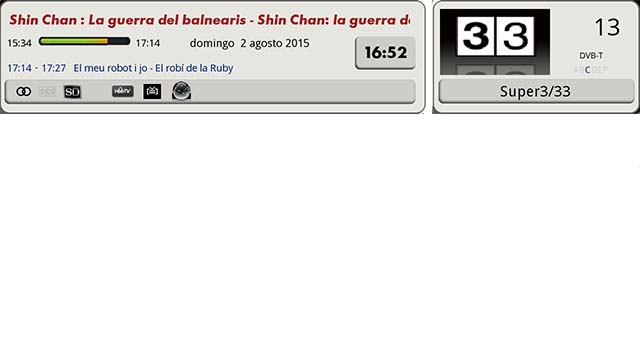 Shin Chan : La guerra del balnearis - Shin Chan: la guerra de
15:34 17:14 domingo 2 agosto 2015
16:52
17:14 - 17:27 El meu robot i jo - El robí de la Ruby
SD HbbTV
33
13
DVB-T
ABCDEF
Super3/33